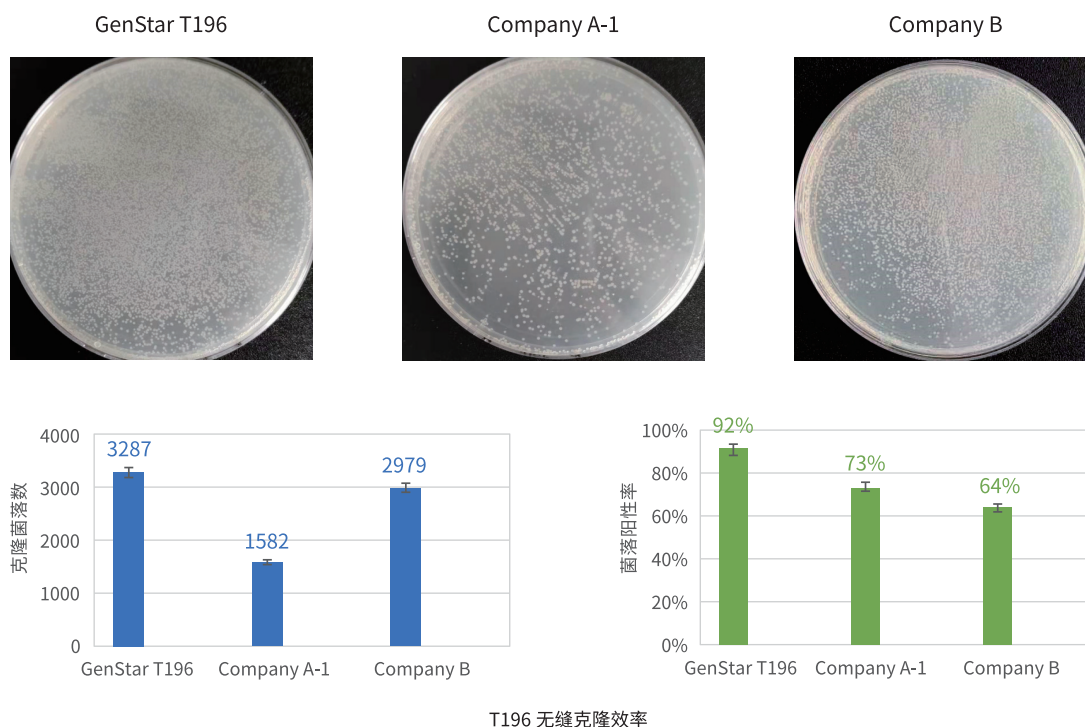 GenStar T196
Company A-1
Company B
克隆菌落数
4000
3000
2000
1000
0
3287
1582
2979
GenStar T196
Company A-1
Company B
菌落阳性率
100%
80%
60%
40%
20%
0%
92%
73%
64%
GenStar T196
Company A-1
Company B
T196 无缝克隆效率